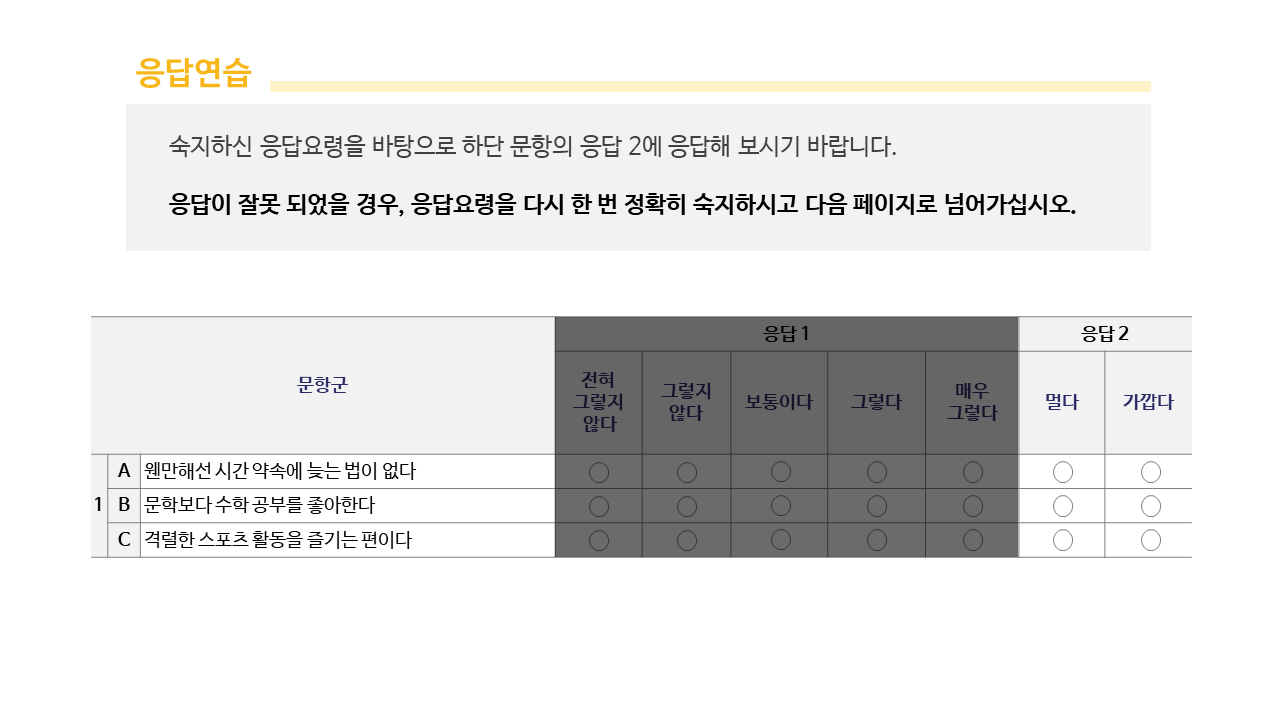 응답연습
숙지하신 응답요령을 바탕으로 하단 문항의 응답 2에 응답해 보시기 바랍니다.
응답이 잘못 되었을 경우, 응답요령을 다시 한 번 정확히 숙지하시고 다음 페이지로 넘어가십시오.
문항군
응답 1
응답 2
전혀
그렇지
않다
그렇지
않다
보통이다
그렇다
매우
그렇다
멀다
가깝다
1
A 웬만해선 시간 약속에 늦는 법이 없다
B 문학보다 수학 공부를 좋아한다
C 격렬한 스포츠 활동을 즐기는 편이다